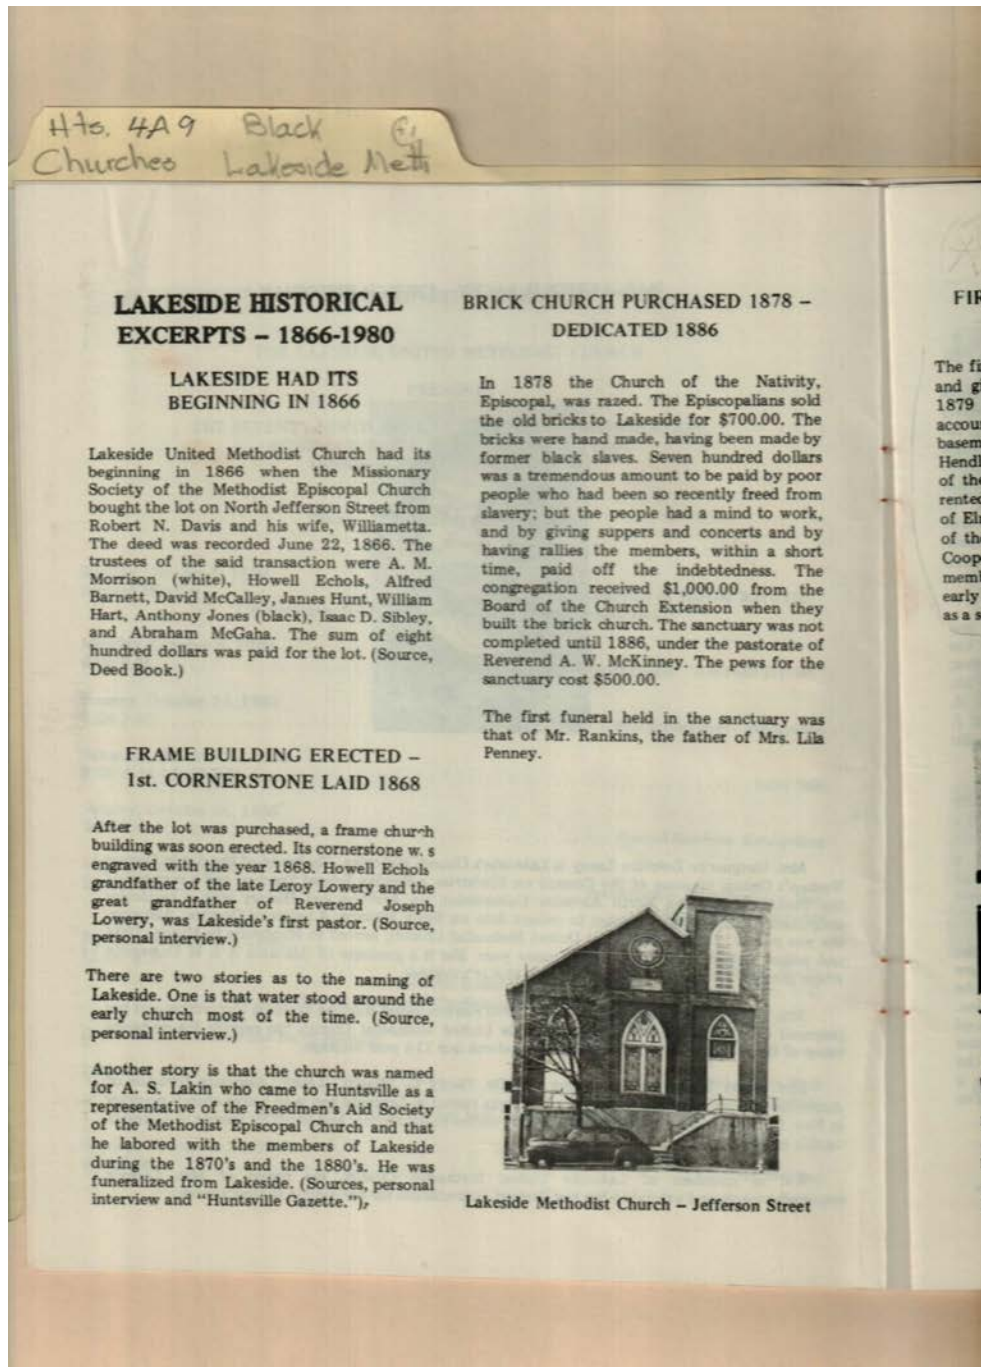 Hts. 4A9 Black
Churches Lakeside Meth
LAKESIDE HISTORICAL
EXCERPTS – 1866-1980
LAKESIDE HAD ITS
BEGINNING IN 1866
Lakeside United Methodist Church had its
beginning in 1866 when the Missionary
Society of the Methodist Episcopal Church
bought the lot on North Jefferson Street from
Robert N. Davis and his wife, Williametta.
The deed was recorded June 22, 1866. The
trustees of the said transaction were A. M.
Morrison (white), Howell Echols, Alfred
Barnett, David McCalley, James Hunt, William
Hart, Anthony Jones (black), Isaac D. Sibley,
and Abraham McGaha. The sum of eight
hundred dollars was paid for the lot. (Source,
Deed Book.)
FRAME BUILDING ERECTED –
1st. CORNERSTONE LAID 1868
After the lot was purchased, a frame church
building was soon erected. Its cornerstone w. s
engraved with the year 1868. Howell Echols
grandfather of the late Leroy Lowery and the
great grandfather of Reverend Joseph
Lowery, was Lakeside's first pastor. (Source,
personal interview.)
There are two stories as to the naming of
Lakeside. One is that water stood around the
early church most of the time. (Source,
personal interview.)
Another story is that the church was named
for A. S. Lakin who came to Huntsville as a
representative of the Freedmen's Aid Society
of the Methodist Episcopal Church and that
he labored with the members of Lakeside
during the 1870's and the 1880's. He was
funeralized from Lakeside. (Sources, personal
interview and "Huntsville Gazette."),
BRICK CHURCH PURCHASED 1878 –
DEDICATED 1886
In 1878 the Church of the Nativity,
Episcopal, was razed. The Episcopalians sold
the old bricks to Lakeside for $700.00. The
bricks were hand made, having been made by
former black slaves. Seven hundred dollars
was a tremendous amount to be paid by poor
people who had been so recently freed from
slavery; but the people had a mind to work,
and by giving suppers and concerts and by
having rallies the members, within a short
time, paid off the indebtedness. The
congregation received $1,000.00 from the
Board of the Church Extension when they
built the brick church. The sanctuary was not
completed until 1886, under the pastorate of
Reverend A. W. McKinney. The pews for the
sanctuary cost $500.00.
The first funeral held in the sanctuary was
that of Mr. Rankins, the father of Mrs. Lila
Penney.
Lakeside Methodist Church – Jefferson Street
FIR
The fi
and g
1879
accou
basem
Hendl
of the
rented
of El
of th
Coop
memb
early
as a s